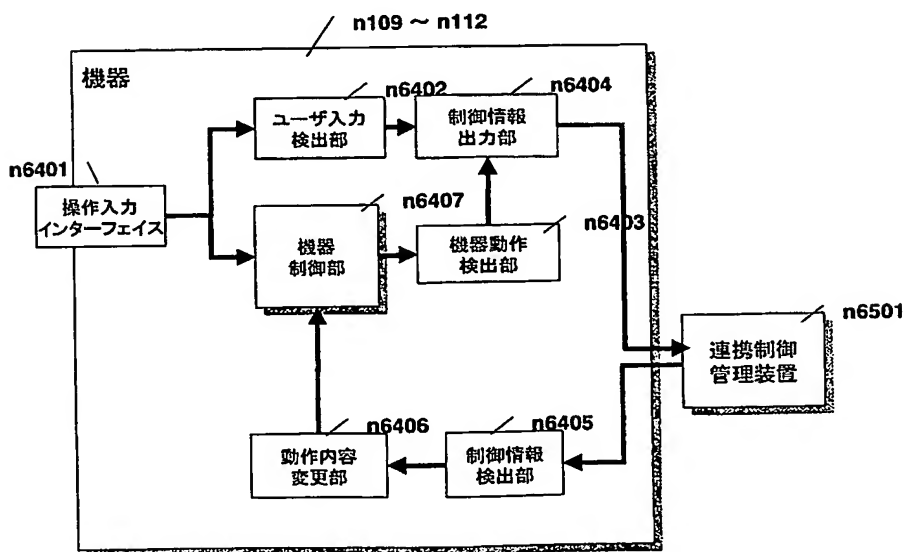 n109 ～ n112
機器
n6402
n6404
ユーザ入力
検出部
制御情報
出力部
n6401
操作入力
インターフェイス
n6407
n6403
機器
制御部
機器動作
検出部
n6501
連携制御
管理装置
n6406
n6405
動作内容
変更部
制御情報
検出部